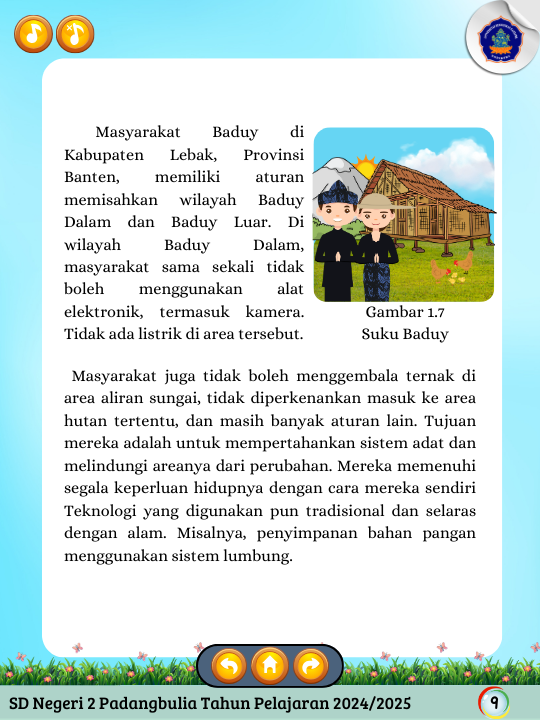 Masyarakat Baduy di
Kabupaten Lebak, Provinsi
Banten, memiliki aturan
memisahkan wilayah Baduy
Dalam dan Baduy Luar. Di
wilayah Baduy Dalam,
masyarakat sama sekali tidak
boleh menggunakan alat
elektronik, termasuk kamera.
Tidak ada listrik di area tersebut.
Gambar 1.7
Suku Baduy
Masyarakat juga tidak boleh menggembala ternak di
area aliran sungai, tidak diperkenankan masuk ke area
hutan tertentu, dan masih banyak aturan lain. Tujuan
mereka adalah untuk mempertahankan sistem adat dan
melindungi areanya dari perubahan. Mereka memenuhi
segala keperluan hidupnya dengan cara mereka sendiri
Teknologi yang digunakan pun tradisional dan selaras
dengan alam. Misalnya, penyimpanan bahan pangan
menggunakan sistem lumbung.
SD Negeri 2 Padangbulia Tahun Pelajaran 2024/2025
9